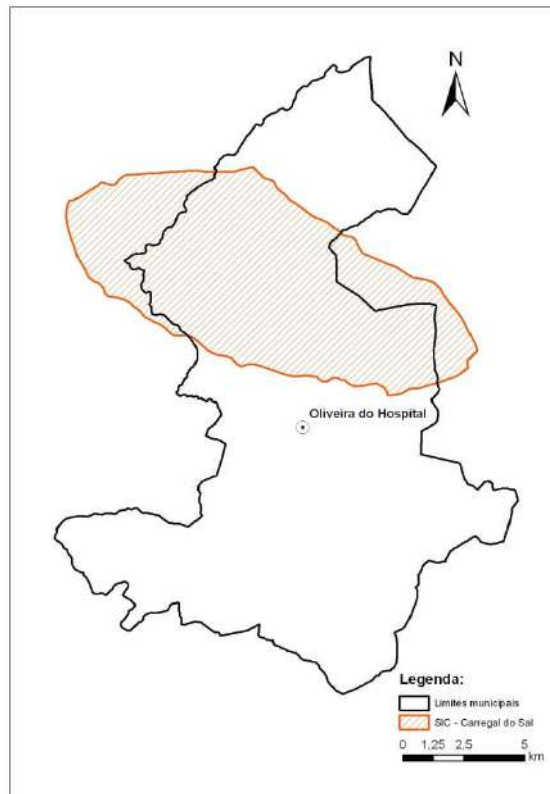 N
Oliveira do Hospital
Legenda:
Limites municipais
SIC - Carregal do Sal
0 1,25 2,5 5
km